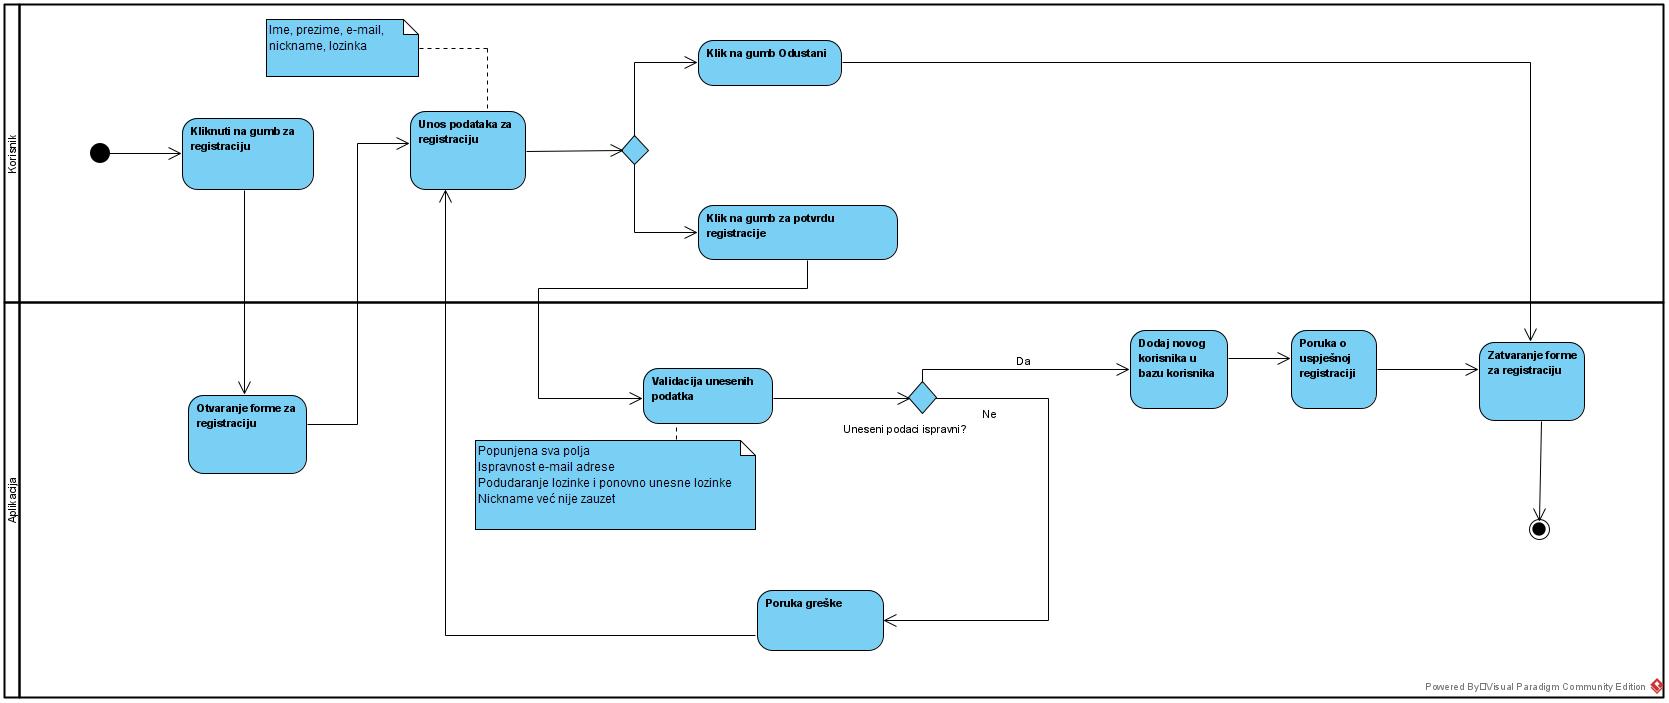 Korisnik
Ime, prezime, e-mail,
nickname, lozinka
Kliknuti na gumb za
registraciju
Unos podataka za
registraciju
Klik na gumb Odustani
Klik na gumb za potvrdu
registracije
Aplikacija
Otvaranje forme za
registraciju
Validacija unesenih
podatka
Popunjena sva polja
Ispravnost e-mail adrese
Podudaranje lozinke i ponovno unesne lozinke
Nickname već nije zauzet
Uneseni podaci ispravni?
Da
Ne
Dodaj novog
korisnika u
bazu korisnika
Poruka o
uspješnoj
registraciji
Zatvaranje forme
za registraciju
Poruka greške
Powered By Visual Paradigm Community Edition